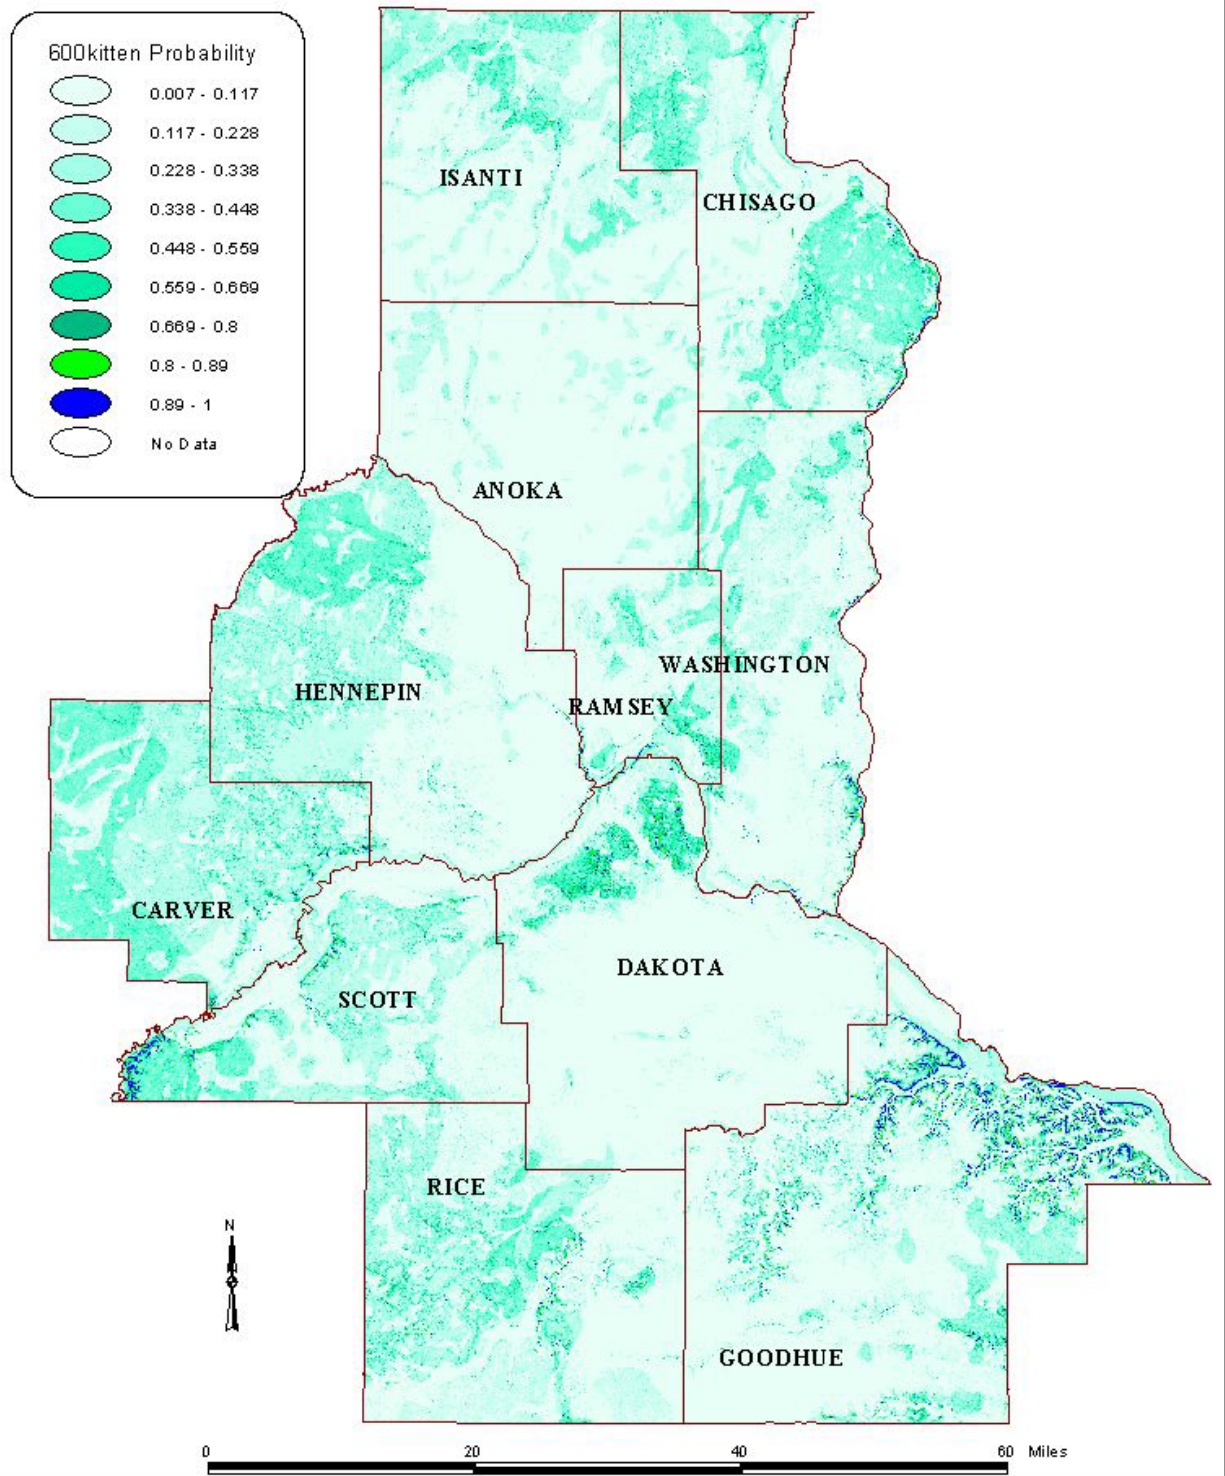 600kitten Probability
0.007 - 0.117
0.117 - 0.228
0.228 - 0.338
0.338 - 0.448
0.448 - 0.559
0.559 - 0.669
0.669 - 0.8
0.8 - 0.89
0.89 - 1
No Data
ISANTI
CHISAGO
ANOKA
WASHINGTON
HENNEPIN
RAMSEY
CARVER
DAKOTA
SCOTT
RICE
N
GOODHUE
0 20 40 60 Miles